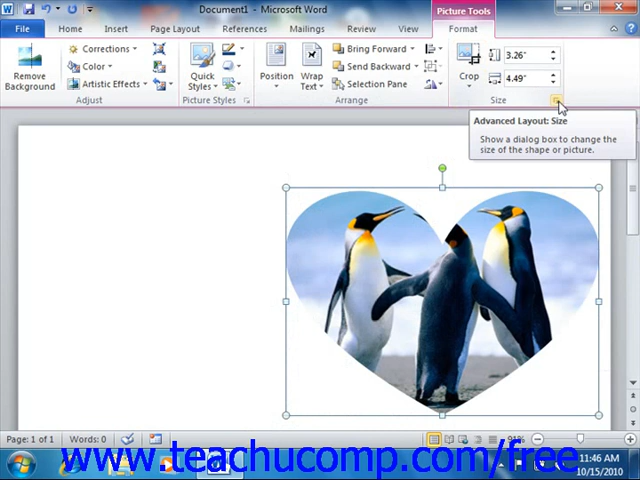 Document1 - Microsoft Word
Picture Tools
File Home Insert Page Layout References Mailings Review View Format
Remove Background
Corrections
Color
Artistic Effects
Adjust
Quick Styles
Picture Styles
Position
Wrap Text
Bring Forward
Send Backward
Selection Pane
Arrange
Crop
3.26"
4.49"
Size
Advanced Layout: Size
Show a dialog box to change the
size of the shape or picture.
Page: 1 of 1 Words: 0 91%
www.teachucomp.com/free
11:46 AM
10/15/2010